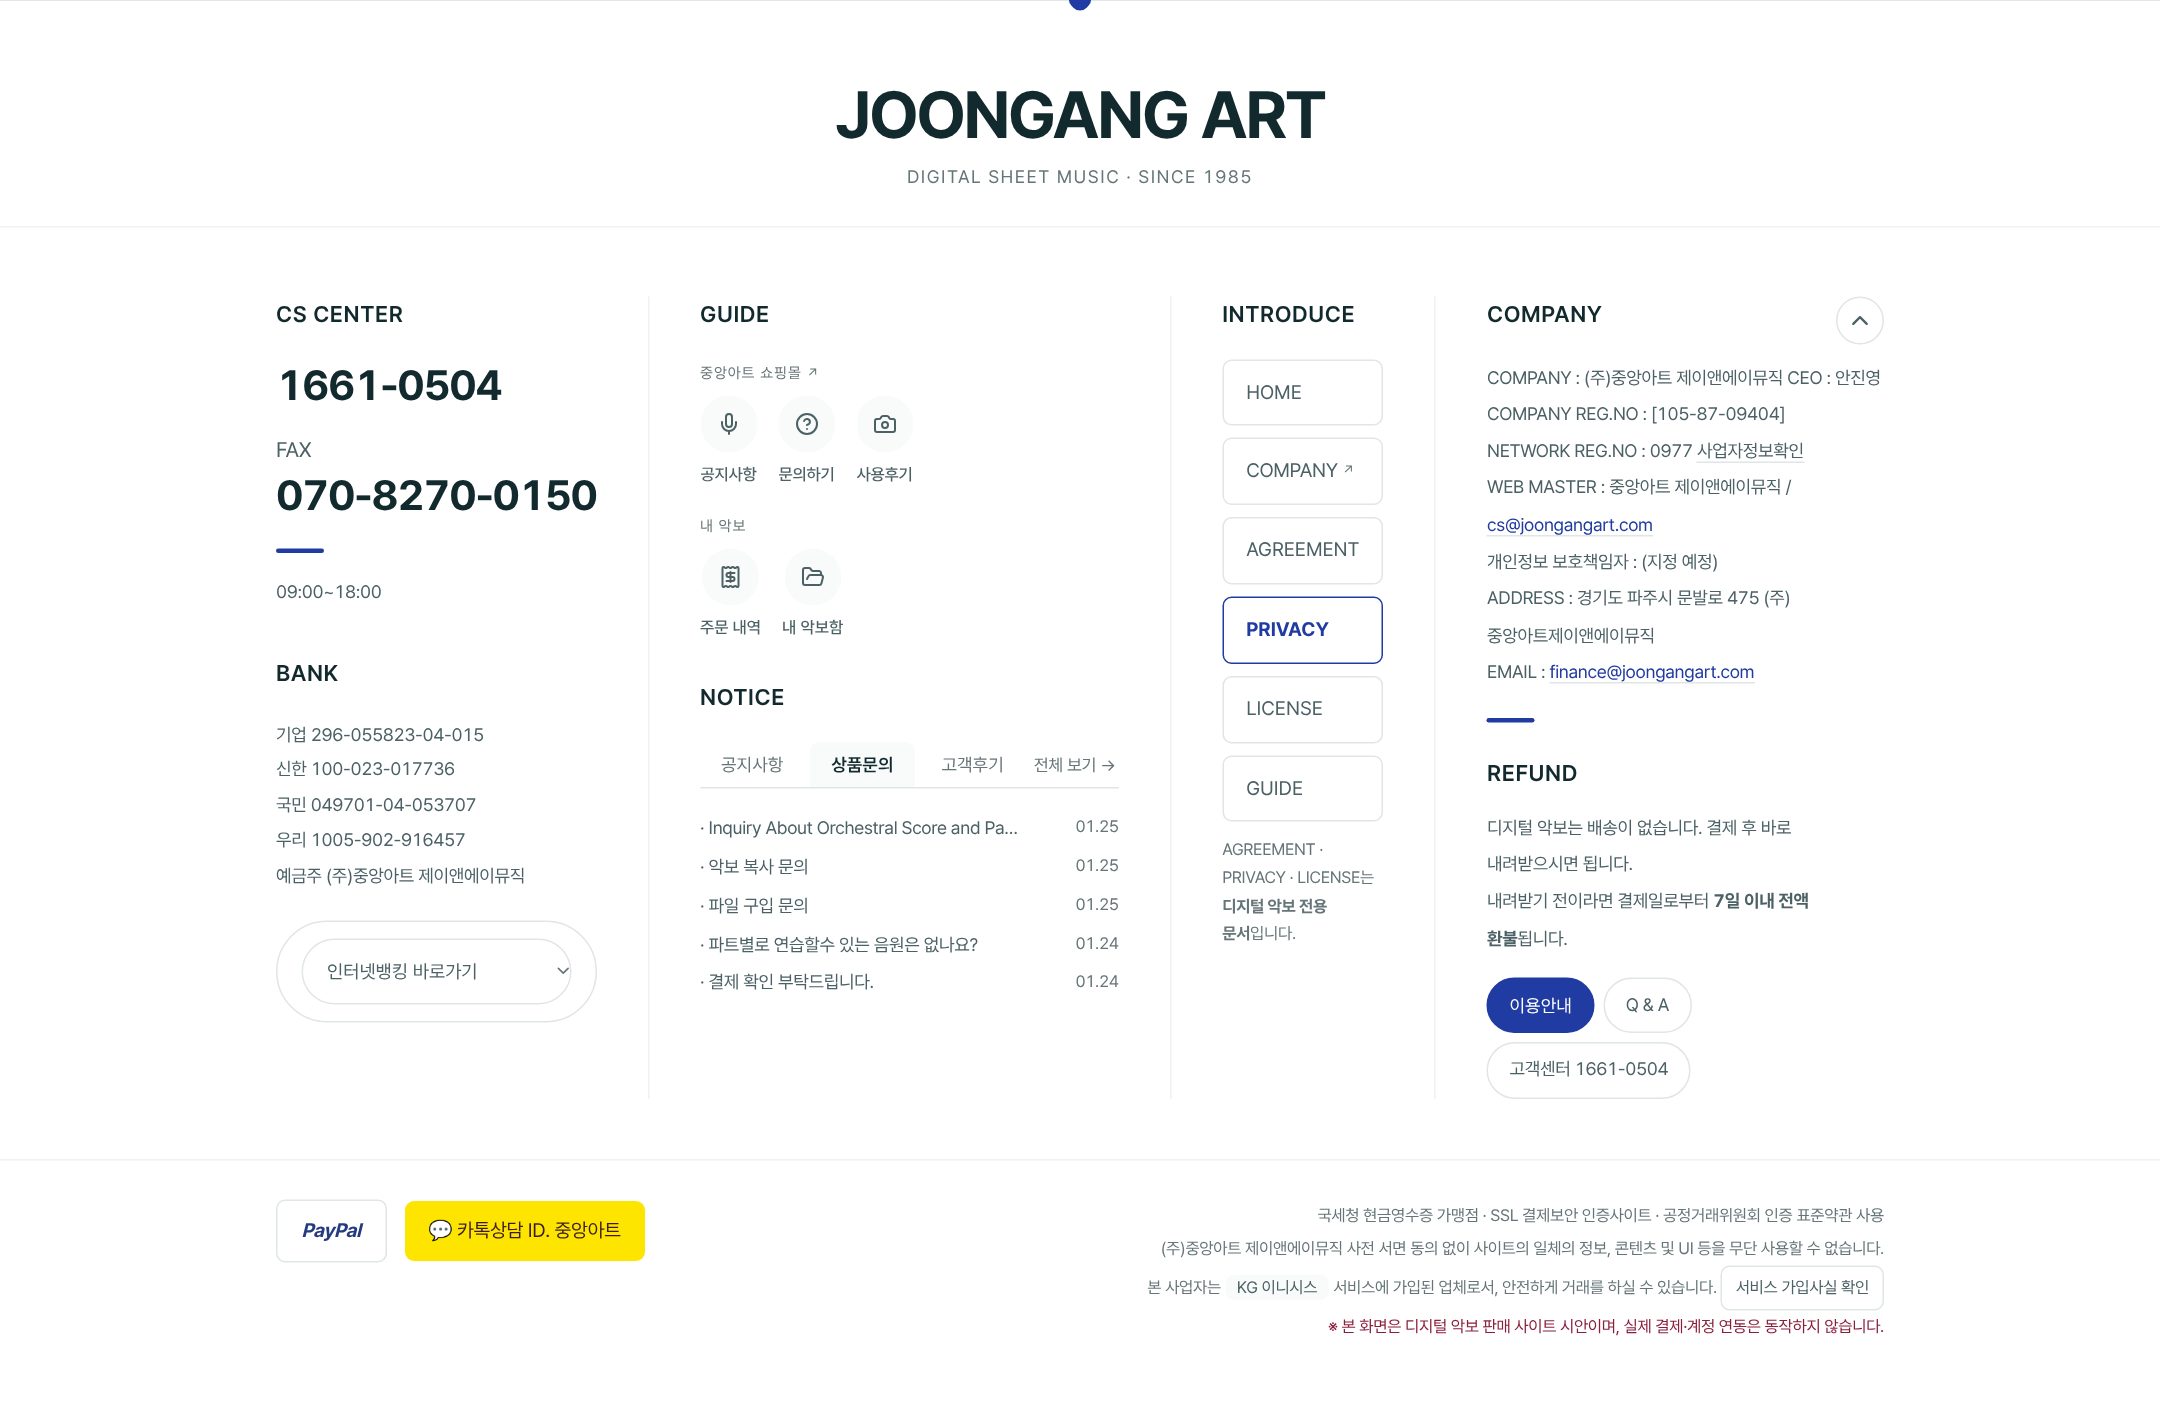 JOONGANG ART
DIGITAL SHEET MUSIC · SINCE 1985
CS CENTER
1661-0504
FAX
070-8270-0150
09:00~18:00
BANK
기업 296-055823-04-015
신한 100-023-017736
국민 049701-04-053707
우리 1005-902-916457
예금주 (주)중앙아트 제이앤에이뮤직
인터넷뱅킹 바로가기
GUIDE
중앙아트 쇼핑몰 ↗
공지사항 문의하기 사용후기
내 악보
주문 내역 내 악보함
NOTICE
공지사항 상품문의 고객후기 전체 보기 →
· Inquiry About Orchestral Score and Pa... 01.25
· 악보 복사 문의 01.25
· 파일 구입 문의 01.25
· 파트별로 연습할수 있는 음원은 없나요? 01.24
· 결제 확인 부탁드립니다. 01.24
INTRODUCE
HOME
COMPANY ↗
AGREEMENT
PRIVACY
LICENSE
GUIDE
AGREEMENT ·
PRIVACY · LICENSE는
디지털 악보 전용
문서입니다.
COMPANY
COMPANY : (주)중앙아트 제이앤에이뮤직 CEO : 안진영
COMPANY REG.NO : [105-87-09404]
NETWORK REG.NO : 0977 사업자정보확인
WEB MASTER : 중앙아트 제이앤에이뮤직 /
cs@joongangart.com
개인정보 보호책임자 : (지정 예정)
ADDRESS : 경기도 파주시 문발로 475 (주)
중앙아트제이앤에이뮤직
EMAIL : finance@joongangart.com
REFUND
디지털 악보는 배송이 없습니다. 결제 후 바로
내려받으시면 됩니다.
내려받기 전이라면 결제일로부터 7일 이내 전액
환불됩니다.
이용안내 Q & A
고객센터 1661-0504
PayPal 💬 카톡상담 ID. 중앙아트
국세청 현금영수증 가맹점 · SSL 결제보안 인증사이트 · 공정거래위원회 인증 표준약관 사용
(주)중앙아트 제이앤에이뮤직 사전 서면 동의 없이 사이트의 일체의 정보, 콘텐츠 및 UI 등을 무단 사용할 수 없습니다.
본 사업자는 KG 이니시스 서비스에 가입된 업체로서, 안전하게 거래를 하실 수 있습니다. 서비스 가입사실 확인
※ 본 화면은 디지털 악보 판매 사이트 시안이며, 실제 결제·계정 연동은 동작하지 않습니다.